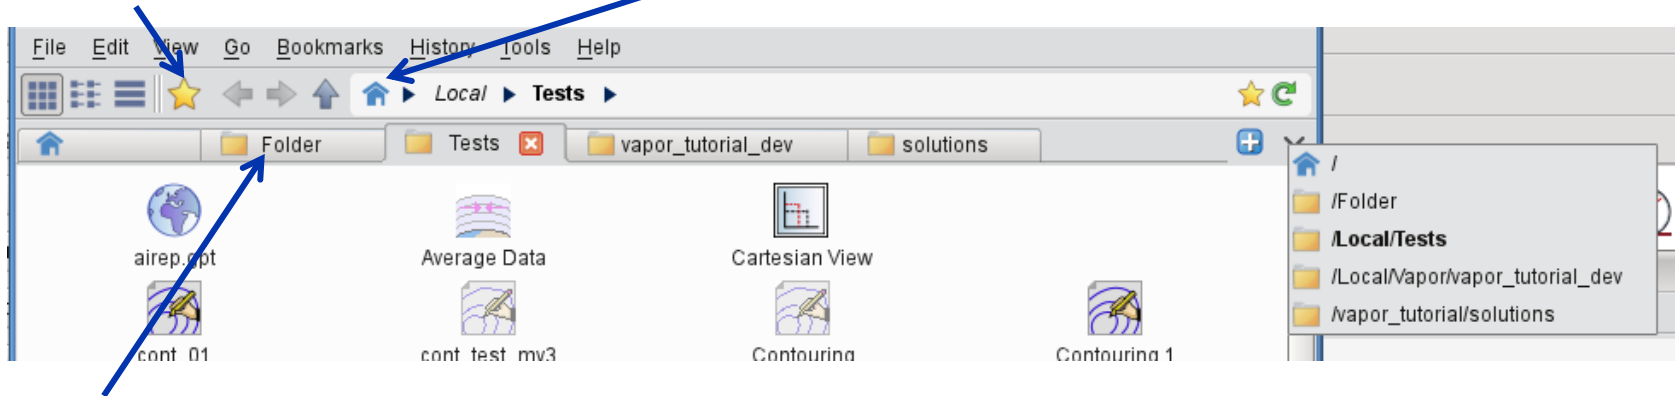 File Edit View Go Bookmarks History Tools Help
Local Tests
Folder Tests vapor_tutorial_dev solutions
/
/Folder
/Local/Tests
/Local/Vapor/vapor_tutorial_dev
/vapor_tutorial/solutions
airep.gpt Average Data Cartesian View
cont_01 cont_test_mv3 Contouring Contouring 1